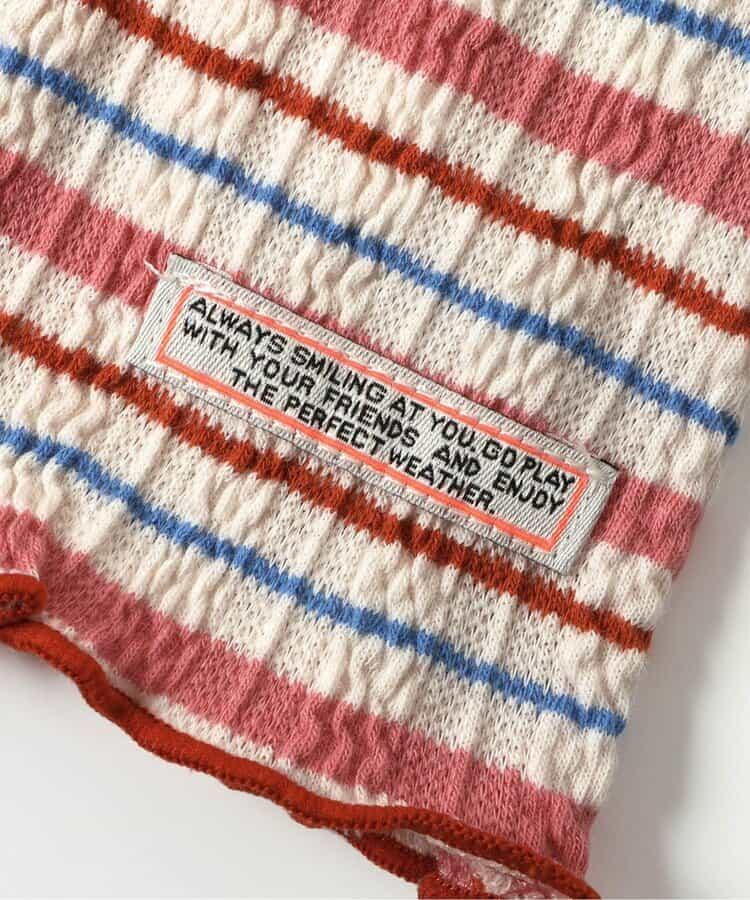 ALWAYS SMILING AT YOU. GO PLAY
WITH YOUR FRIENDS AND ENJOY
THE PERFECT WEATHER.